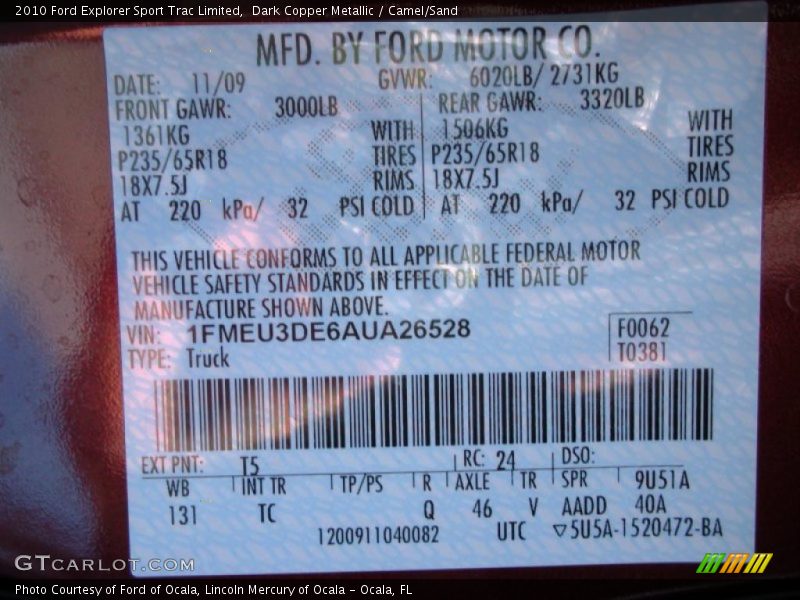 2010 Ford Explorer Sport Trac Limited,  Dark Copper Metallic / Camel/Sand
MFD. BY FORD MOTOR CO.
DATE: 11/09 GVWR: 6020LB/ 2731KG
FRONT GAWR: 3000LB REAR GAWR: 3320LB
1361KG WITH 1506KG WITH
P235/65R18 TIRES P235/65R18 TIRES
18X7.5J RIMS 18X7.5J RIMS
AT 220 kPa/ 32 PSI COLD AT 220 kPa/ 32 PSI COLD
THIS VEHICLE CONFORMS TO ALL APPLICABLE FEDERAL MOTOR
VEHICLE SAFETY STANDARDS IN EFFECT ON THE DATE OF
MANUFACTURE SHOWN ABOVE.
VIN: 1FMEU3DE6AUA26528 F0062
TYPE: Truck T0381
EXT PNT: T5 RC: 24 DSO:
WB INT TR TP/PS R AXLE TR SPR 9U51A
131 TC Q 46 V AADD 40A
1200911040082 UTC ▽5U5A-1520472-BA
GTCARLOT.COM
Photo Courtesy of Ford of Ocala, Lincoln Mercury of Ocala – Ocala, FL